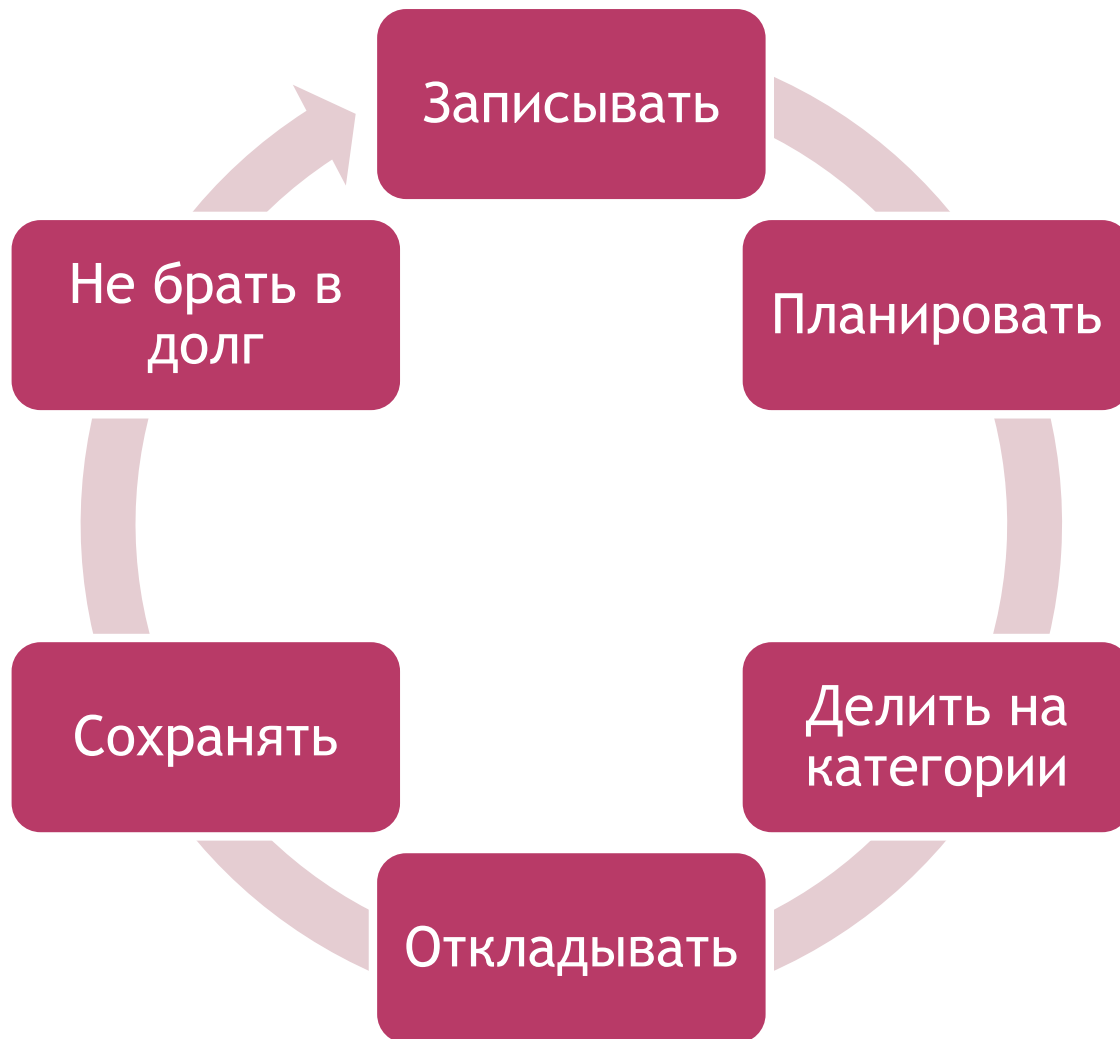 Записывать
Планировать
Делить на
категории
Откладывать
Сохранять
Не брать в
долг